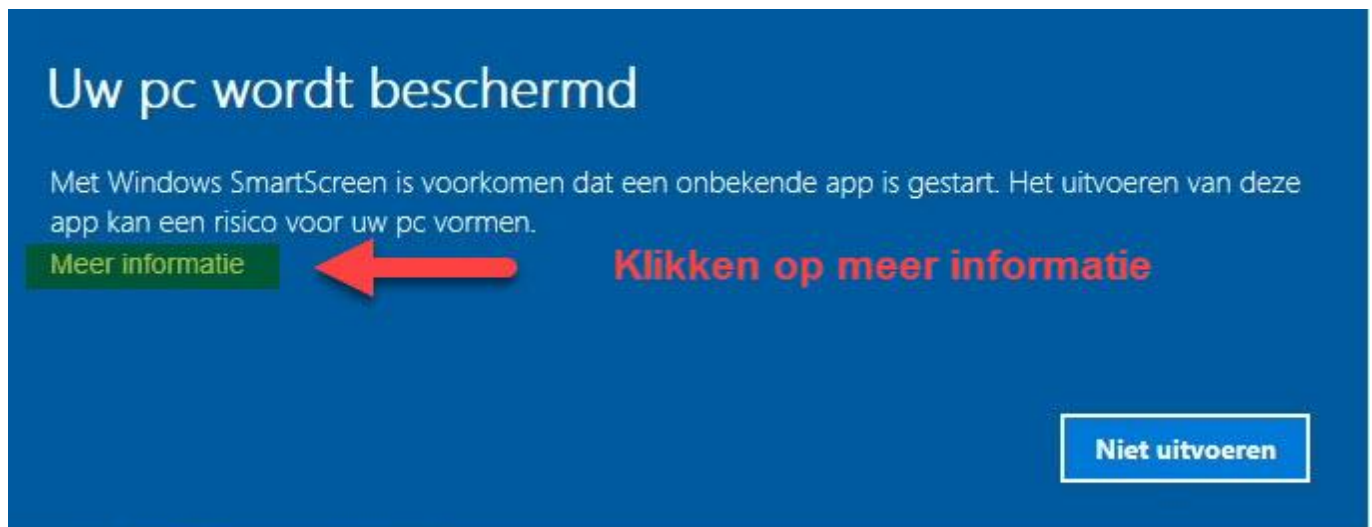 Uw pc wordt beschermd
Met Windows SmartScreen is voorkomen dat een onbekende app is gestart. Het uitvoeren van deze
app kan een risico voor uw pc vormen.
Meer informatie
Klikken op meer informatie
Niet uitvoeren